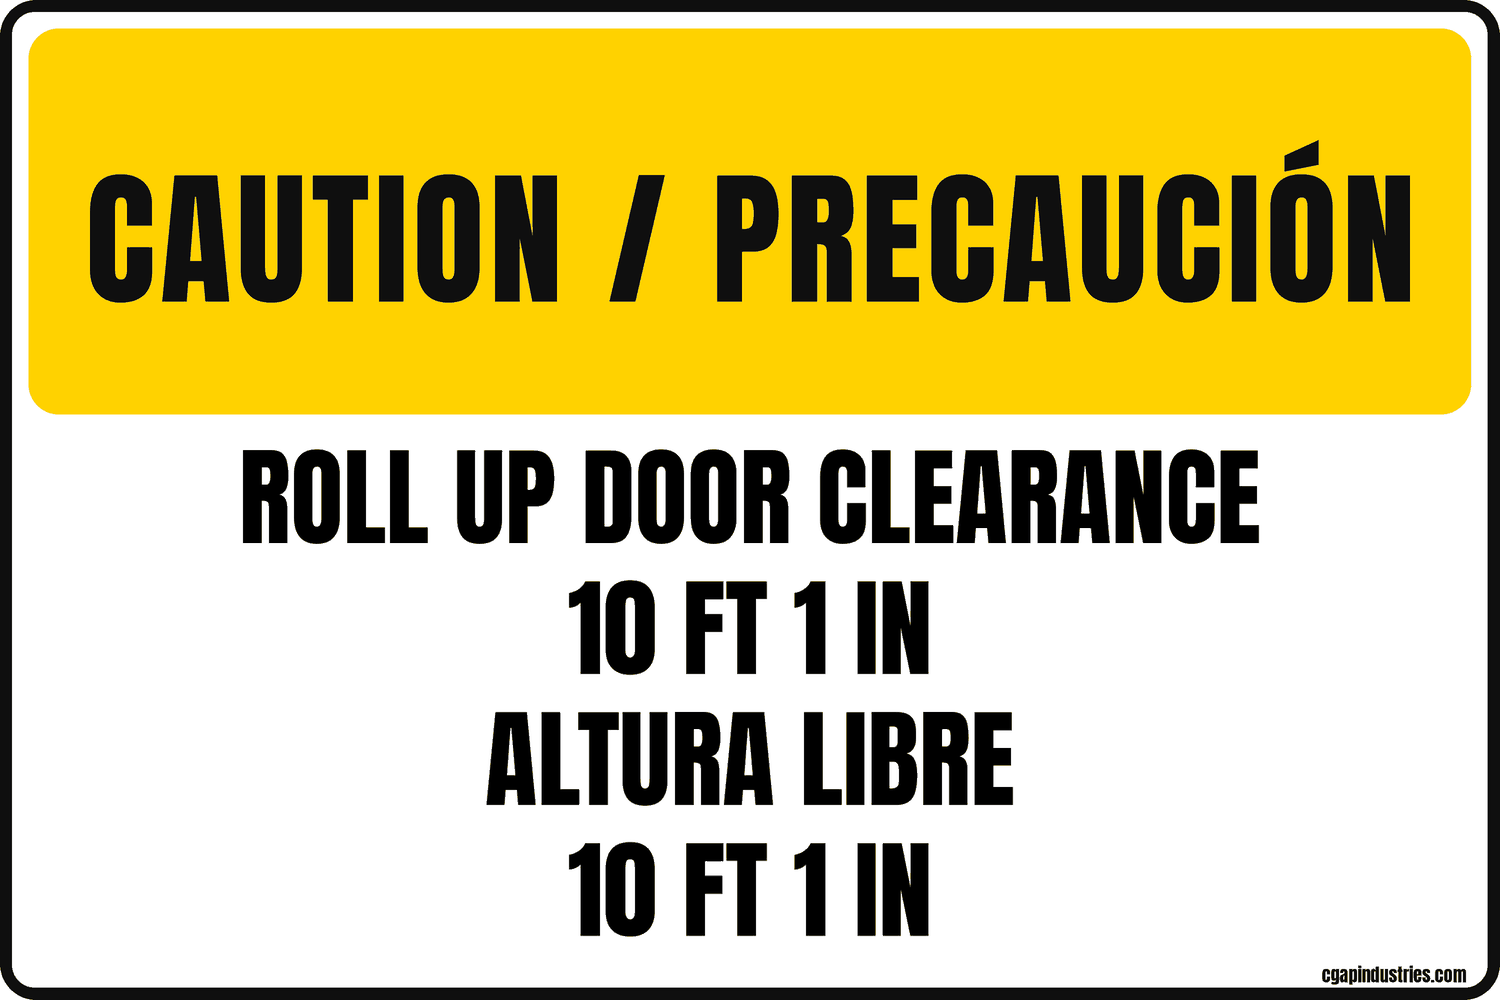 CAUTION / PRECAUCIÓN
ROLL UP DOOR CLEARANCE
10 FT 1 IN
ALTURA LIBRE
10 FT 1 IN
cgapindustries.com